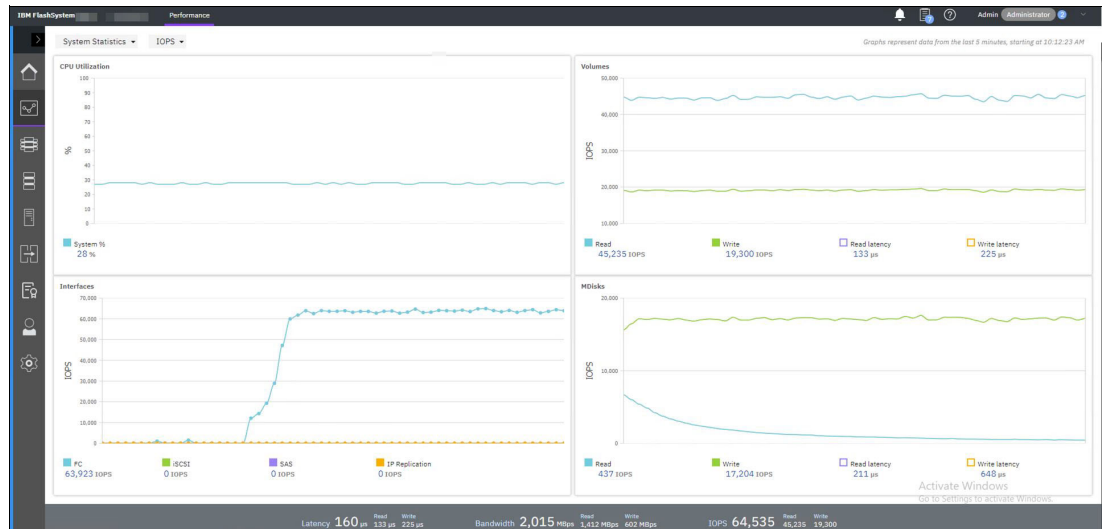 IBM FlashSystem
Performance
Admin Administrator 2
7
System Statistics IOPS
Graphs represent data from the last 5 minutes, starting at 10:12:23 AM
CPU Utilization
100
90
80
70
60
50
40
30
20
10
0
%
System %
28 %
Volumes
50,000
40,000
30,000
20,000
10,000
IOPS
Read Write Read latency Write latency
45,235 IOPS 19,300 IOPS 133 µs 225 µs
Interfaces
70,000
60,000
50,000
40,000
30,000
20,000
10,000
0
IOPS
FC iSCSI SAS IP Replication
63,923 IOPS 0 IOPS 0 IOPS 0 IOPS
MDisks
20,000
10,000
0
IOPS
Read Write Read latency Write latency
437 IOPS 17,204 IOPS 211 µs 648 µs
Activate Windows
Go to Settings to activate Windows.
Latency 160 µs Read 133 µs Write 225 µs Bandwidth 2,015 MBps Read 1,412 MBps Write 602 MBps IOPS 64,535 Read 45,235 Write 19,300